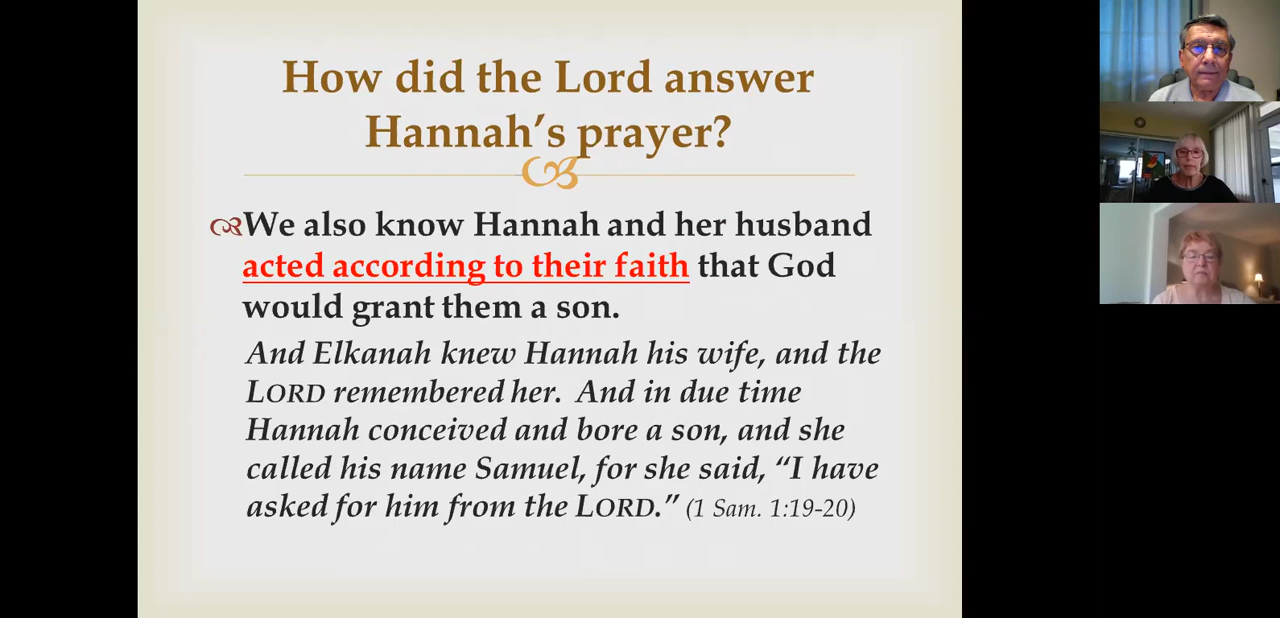 How did the Lord answer
Hannah’s prayer?
We also know Hannah and her husband
acted according to their faith that God
would grant them a son.
And Elkanah knew Hannah his wife, and the
LORD remembered her.  And in due time
Hannah conceived and bore a son, and she
called his name Samuel, for she said, “I have
asked for him from the LORD.” (1 Sam. 1:19-20)